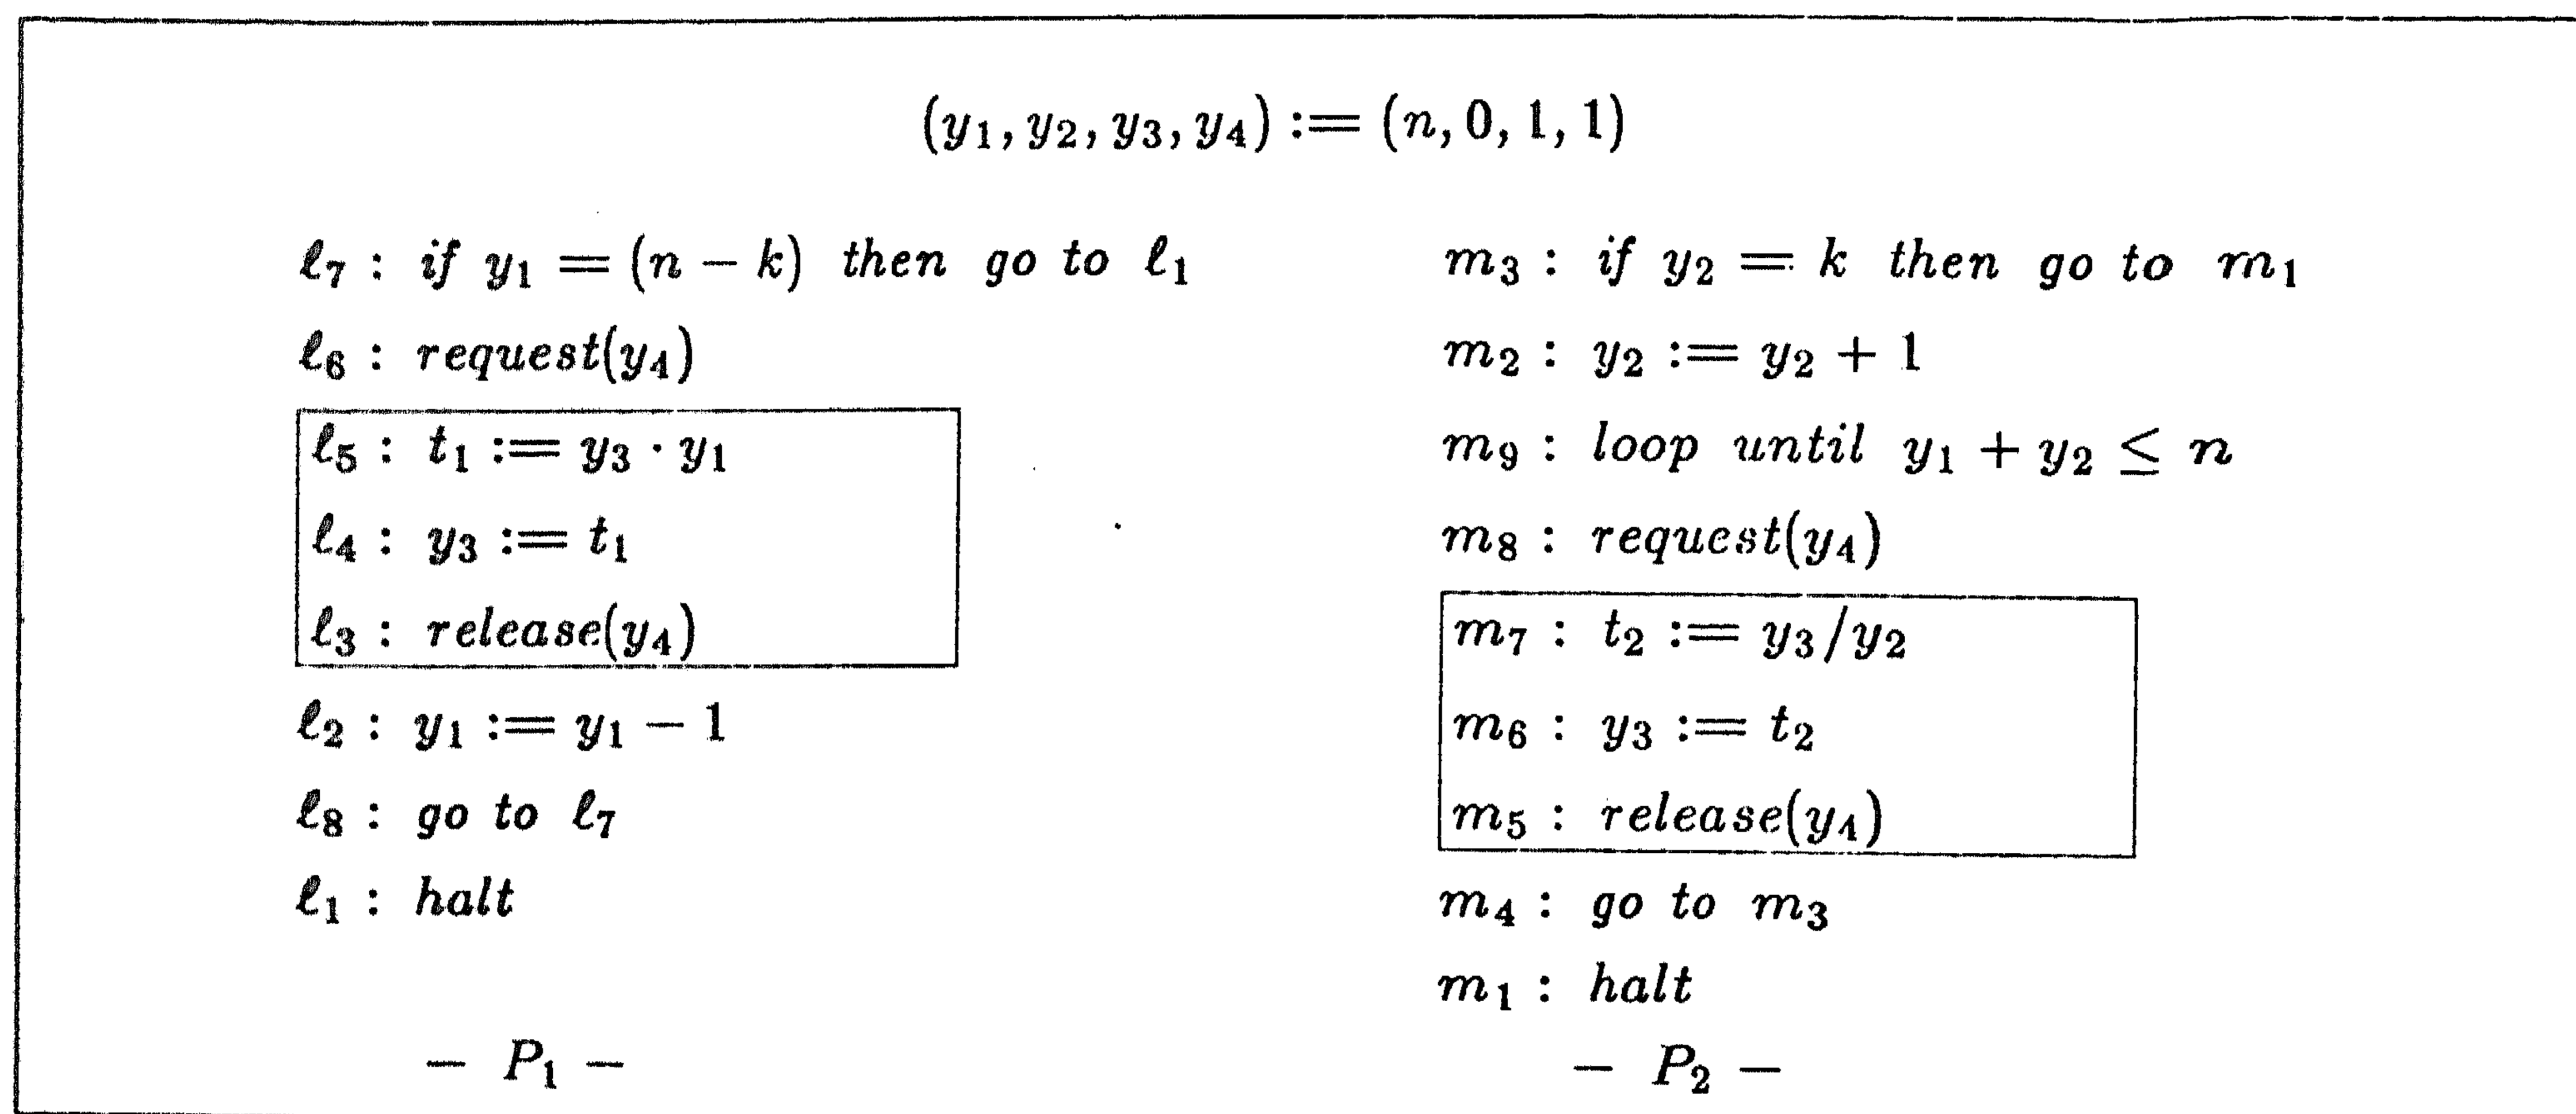 (y₁, y₂, y₃, y₄) := (n, 0, 1, 1)
ℓ₇ : if y₁ = (n − k) then go to ℓ₁
ℓ₆ : request(y₄)
ℓ₅ : t₁ := y₃ · y₁
ℓ₄ : y₃ := t₁
ℓ₃ : release(y₄)
ℓ₂ : y₁ := y₁ − 1
ℓ₈ : go to ℓ₇
ℓ₁ : halt
− P₁ −
m₃ : if y₂ = k then go to m₁
m₂ : y₂ := y₂ + 1
m₉ : loop until y₁ + y₂ ≤ n
m₈ : request(y₄)
m₇ : t₂ := y₃/y₂
m₆ : y₃ := t₂
m₅ : release(y₄)
m₄ : go to m₃
m₁ : halt
− P₂ −